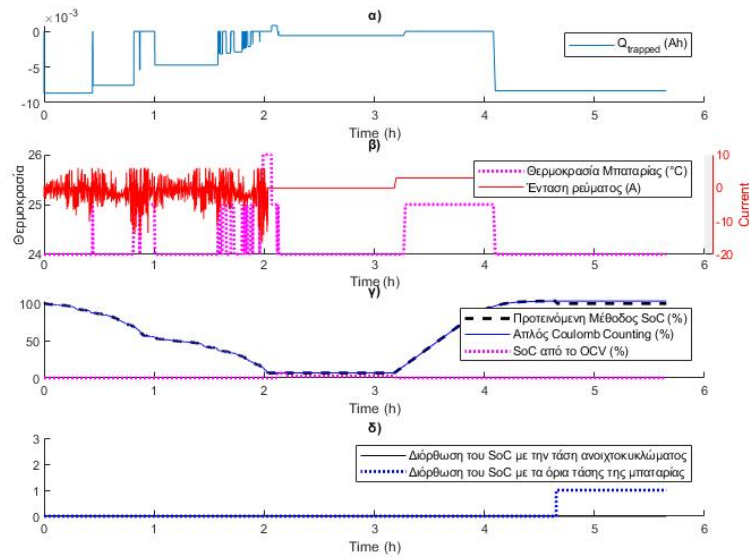 α)
×10⁻³
0
-5
-10
Q_trapped (Ah)
0 1 2 3 4 5 6
Time (h)
β)
26
25
24
Θερμοκρασία
Θερμοκρασία Μπαταρίας (°C)
Ένταση ρεύματος (A)
10
0
-10
-20
Current
0 1 2 3 4 5 6
Time (h)
γ)
100
50
0
Προτεινόμενη Μέθοδος SoC (%)
Απλός Coulomb Counting (%)
SoC από το OCV (%)
0 1 2 3 4 5 6
Time (h)
δ)
3
2
1
0
Διόρθωση του SoC με την τάση ανοιχτοκυκλώματος
Διόρθωση του SoC με τα όρια τάσης της μπαταρίας
0 1 2 3 4 5 6
Time (h)